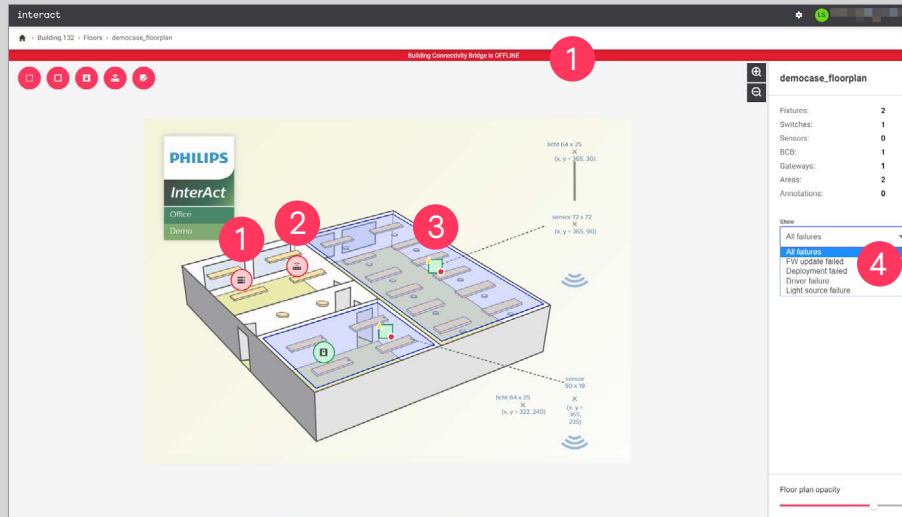 interact
LS
Building 132 › Floors › democase_floorplan
Building Connectivity Bridge is OFFLINE
1
democase_floorplan
Fixtures: 2
Switches: 1
Sensors: 0
BCB: 1
Gateways: 1
Areas: 2
Annotations: 0
Show
All failures
All failures
FW update failed
Deployment failed
Driver failure
Light source failure
4
PHILIPS
InterAct
Office
Demo
1
2
3
licht 64 x 25
(x, y = 365, 30)
sensor 72 x 72
(x, y = 365, 90)
licht 64 x 25
(x, y = 322, 240)
sensor
50 x 19
(x, y =
365,
235)
Floor plan opacity